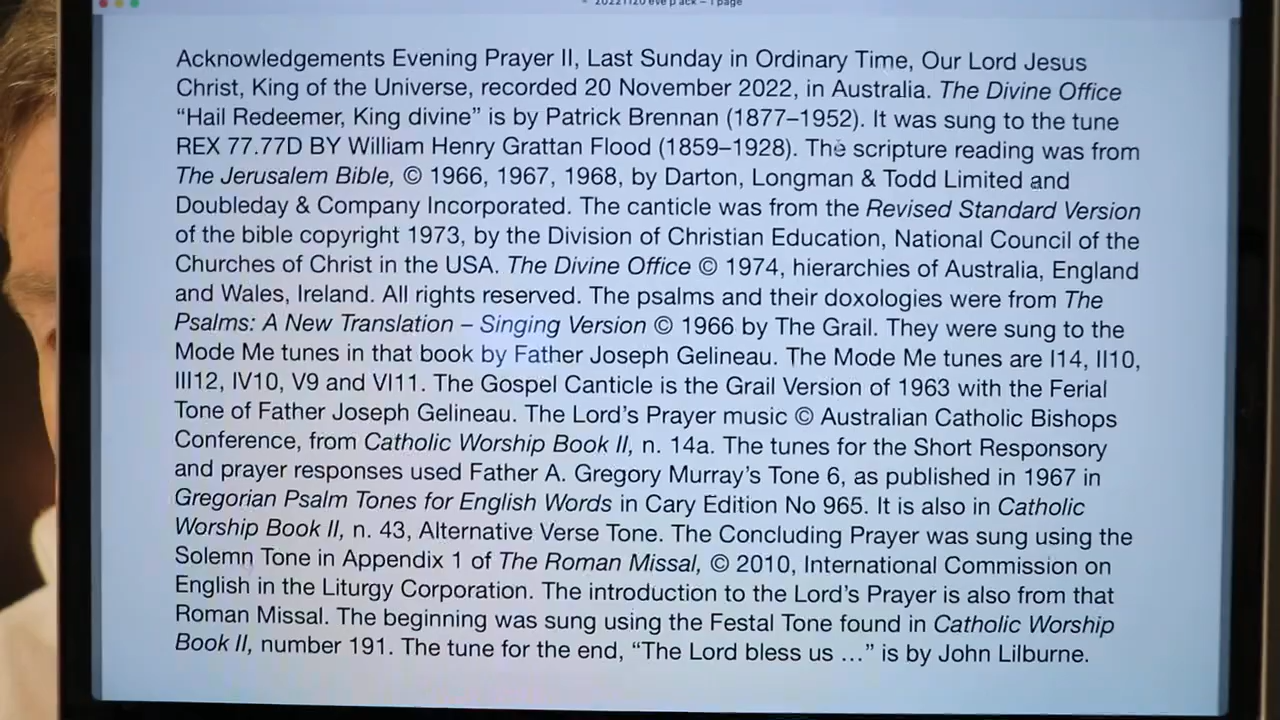 20221120 eve p ack – 1 page
Acknowledgements Evening Prayer II, Last Sunday in Ordinary Time, Our Lord Jesus
Christ, King of the Universe, recorded 20 November 2022, in Australia. The Divine Office
“Hail Redeemer, King divine” is by Patrick Brennan (1877–1952). It was sung to the tune
REX 77.77D BY William Henry Grattan Flood (1859–1928). The scripture reading was from
The Jerusalem Bible, © 1966, 1967, 1968, by Darton, Longman & Todd Limited and
Doubleday & Company Incorporated. The canticle was from the Revised Standard Version
of the bible copyright 1973, by the Division of Christian Education, National Council of the
Churches of Christ in the USA. The Divine Office © 1974, hierarchies of Australia, England
and Wales, Ireland. All rights reserved. The psalms and their doxologies were from The
Psalms: A New Translation – Singing Version © 1966 by The Grail. They were sung to the
Mode Me tunes in that book by Father Joseph Gelineau. The Mode Me tunes are I14, II10,
III12, IV10, V9 and VI11. The Gospel Canticle is the Grail Version of 1963 with the Ferial
Tone of Father Joseph Gelineau. The Lord’s Prayer music © Australian Catholic Bishops
Conference, from Catholic Worship Book II, n. 14a. The tunes for the Short Responsory
and prayer responses used Father A. Gregory Murray’s Tone 6, as published in 1967 in
Gregorian Psalm Tones for English Words in Cary Edition No 965. It is also in Catholic
Worship Book II, n. 43, Alternative Verse Tone. The Concluding Prayer was sung using the
Solemn Tone in Appendix 1 of The Roman Missal, © 2010, International Commission on
English in the Liturgy Corporation. The introduction to the Lord’s Prayer is also from that
Roman Missal. The beginning was sung using the Festal Tone found in Catholic Worship
Book II, number 191. The tune for the end, “The Lord bless us …” is by John Lilburne.